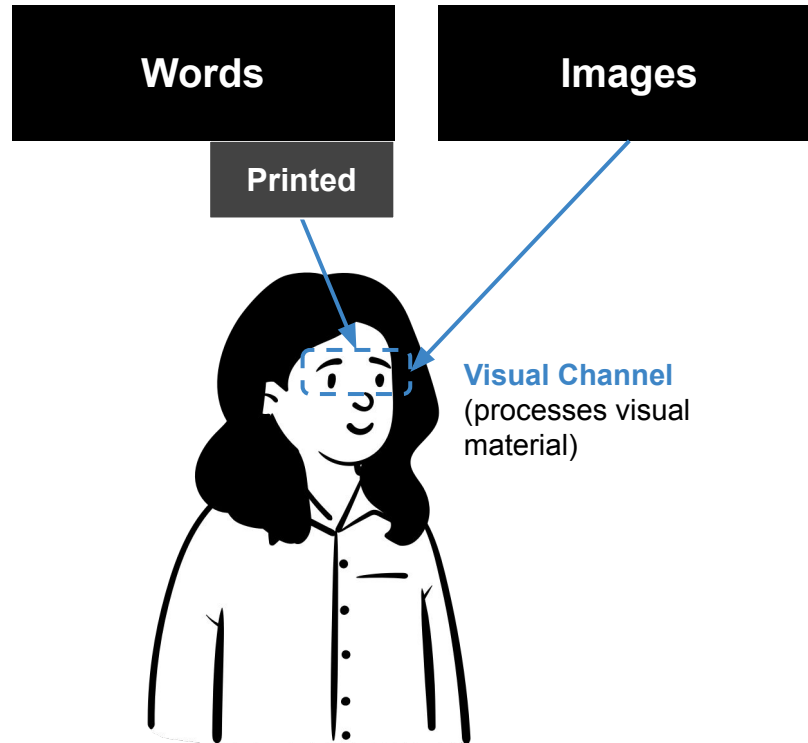 Words
Images
Printed
Visual Channel
(processes visual
material)